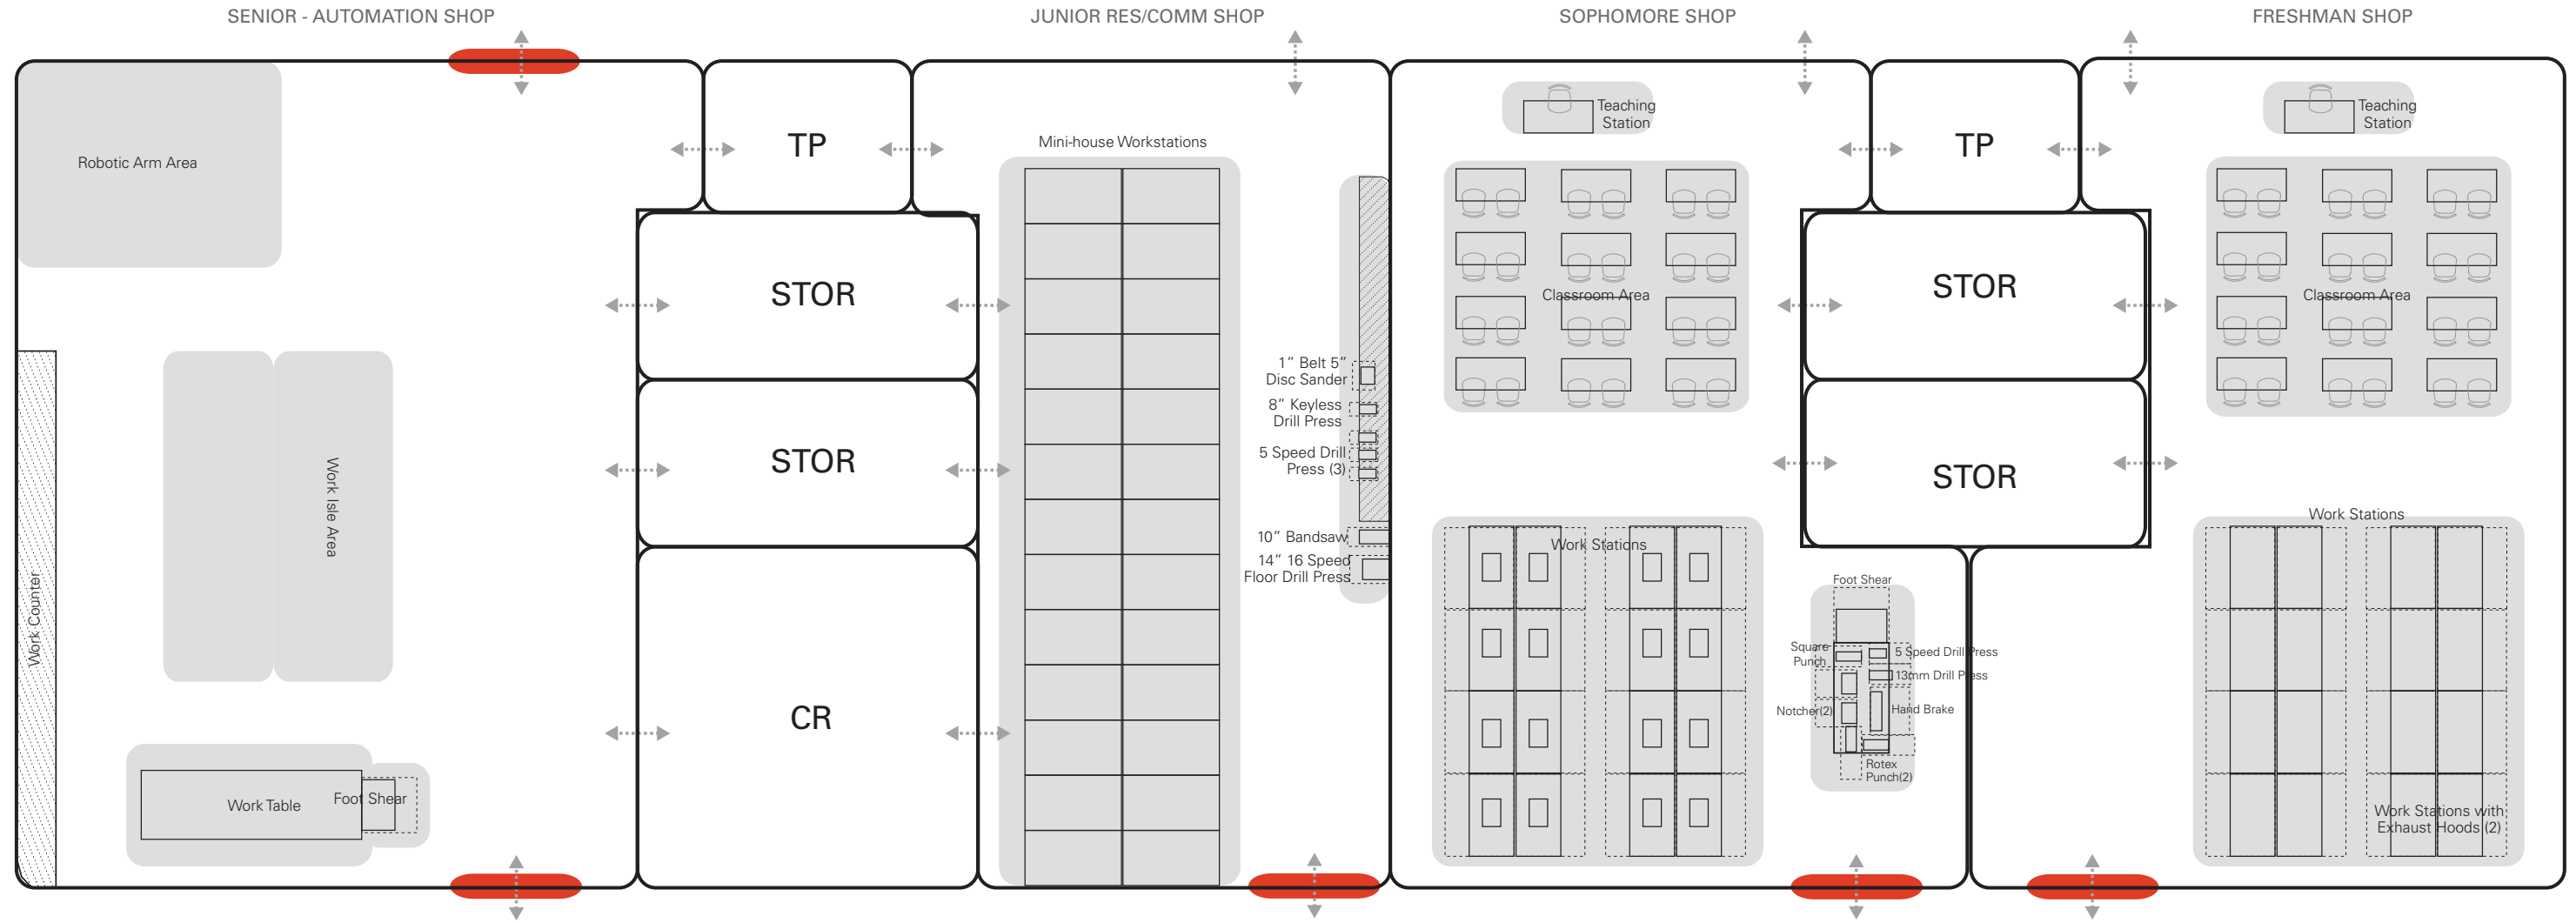 SENIOR - AUTOMATION SHOP
JUNIOR RES/COMM SHOP
SOPHOMORE SHOP
FRESHMAN SHOP
Robotic Arm Area
Work Isle Area
Work Counter
Work Table
Foot Shear
TP
STOR
STOR
CR
Mini-house Workstations
1” Belt 5”
Disc Sander
8” Keyless
Drill Press
5 Speed Drill
Press (3)
10” Bandsaw
14” 16 Speed
Floor Drill Press
Teaching
Station
Classroom Area
Work Stations
Foot Shear
Square
Punch
5 Speed Drill Press
13mm Drill Press
Notcher(2)
Hand Brake
Rotex
Punch(2)
TP
STOR
STOR
Teaching
Station
Classroom Area
Work Stations
Work Stations with
Exhaust Hoods (2)